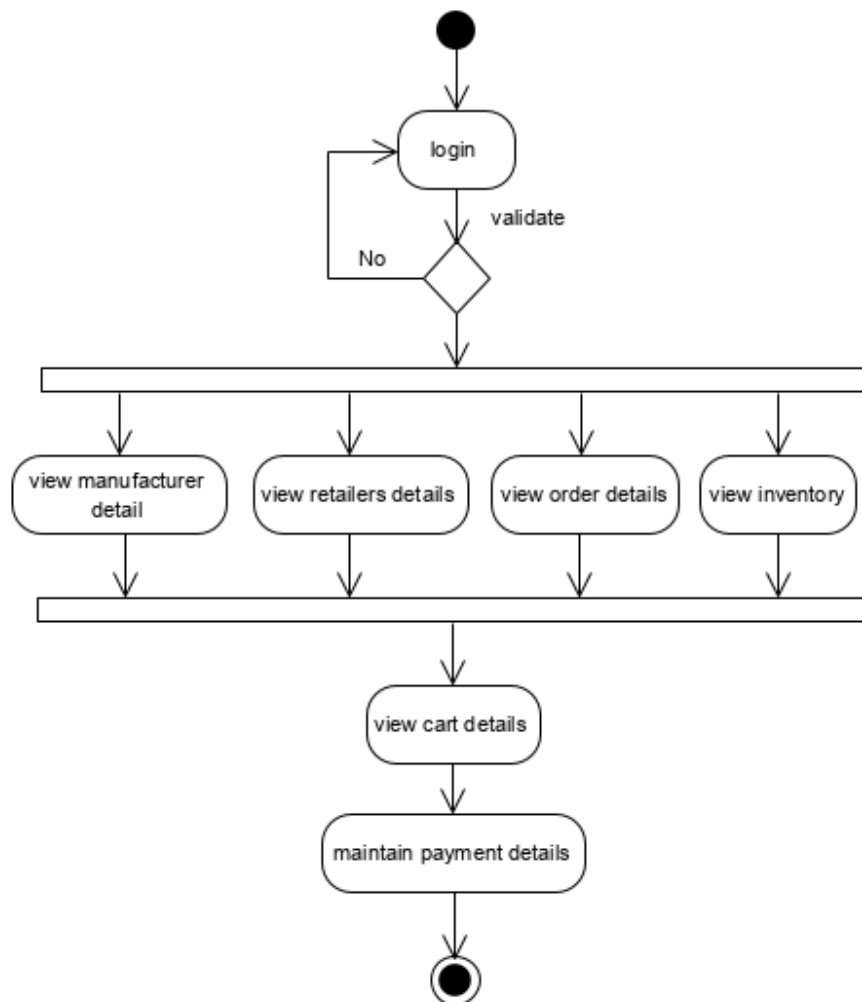 login
validate
No
view manufacturer
detail
view retailers details
view order details
view inventory
view cart details
maintain payment details